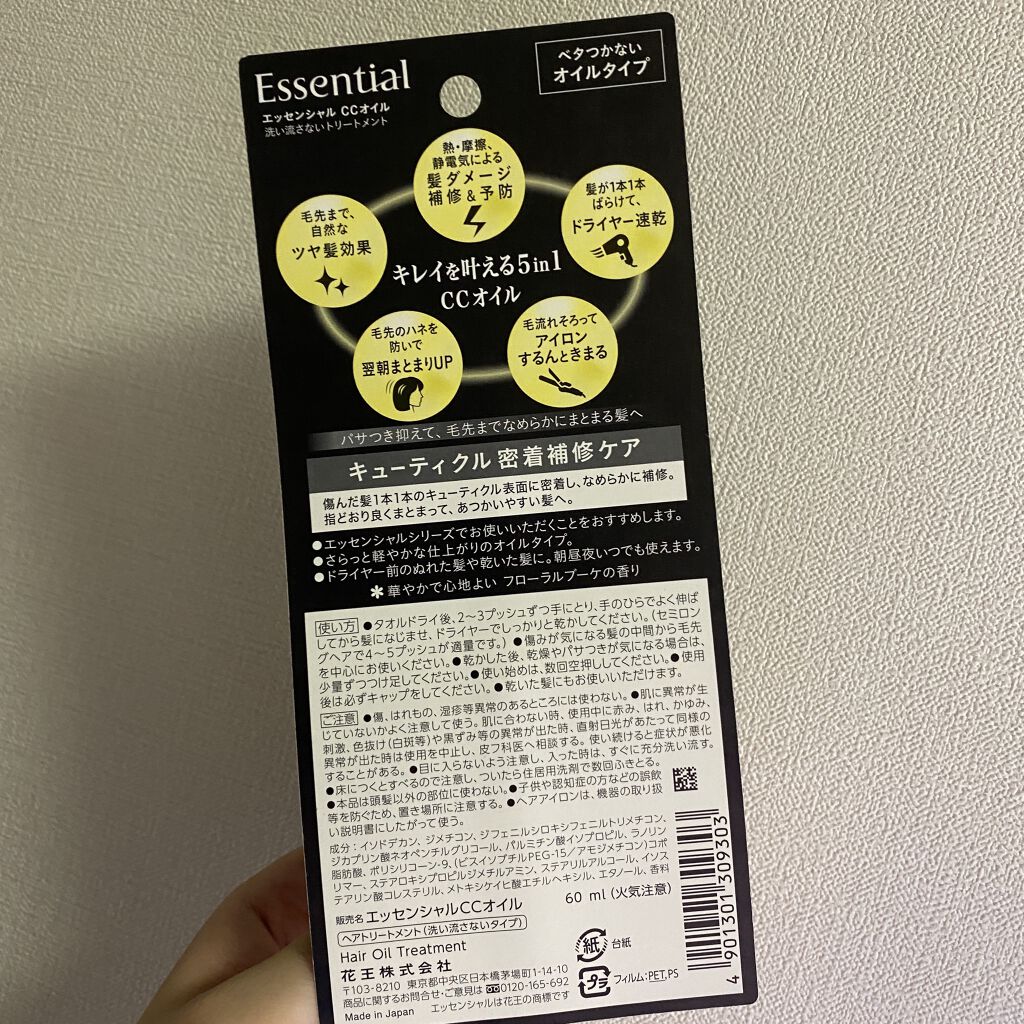 Essential
エッセンシャル CCオイル
洗い流さないトリートメント
ベタつかない
オイルタイプ
熱・摩擦、
静電気による
髪ダメージ
補修&予防
毛先まで、
自然な
ツヤ髪効果
髪が1本1本
ばらけて、
ドライヤー速乾
キレイを叶える5in1
CCオイル
毛先のハネを
防いで
翌朝まとまりUP
毛流れそろって
アイロン
するんときまる
パサつき抑えて、毛先までなめらかにまとまる髪へ
キューティクル 密着補修ケア
傷んだ髪1本1本のキューティクル表面に密着し、なめらかに補修。
指どおり良くまとまって、あつかいやすい髪へ。
●エッセンシャルシリーズでお使いいただくことをおすすめします。
●さらっと軽やかな仕上がりのオイルタイプ。
●ドライヤー前のぬれた髪や乾いた髪に。朝昼夜いつでも使えます。
*華やかで心地よい フローラルブーケの香り
使い方 ●タオルドライ後、2～3プッシュずつ手にとり、手のひらでよく伸ば
してから髪になじませ、ドライヤーでしっかりと乾かしてください。(セミロン
グヘアで4～5プッシュが適量です。)●傷みが気になる髪の中間から毛先
を中心にお使いください。●乾かした後、乾燥やパサつきが気になる場合は、
少量ずつつけ足してください。●使い始めは、数回空押ししてください。●使用
後は必ずキャップをしてください。●乾いた髪にもお使いいただけます。
ご注意 ●傷、はれもの、湿疹等異常のあるところには使わない。●肌に異常が生
じていないかよく注意して使う。肌に合わない時、使用中に赤み、はれ、かゆみ、
刺激、色抜け(白斑等)や黒ずみ等の異常が出た時、直射日光があたって同様の
異常が出た時は使用を中止し、皮フ科医へ相談する。使い続けると症状が悪化
することがある。●目に入らないよう注意し、入った時は、すぐに充分洗い流す。
●床につくとすべるので注意し、ついたら住居用洗剤で数回ふきとる。
●本品は頭髪以外の部位に使わない。●子供や認知症の方などの誤飲
等を防ぐため、置き場所に注意する。●ヘアアイロンは、機器の取り扱
い説明書にしたがって使う。
成分:イソドデカン、ジメチコン、ジフェニルシロキシフェニルトリメチコン、
ジカプリン酸ネオペンチルグリコール、パルミチン酸イソプロピル、ラノリン
脂肪酸、ポリシリコーン-9、(ビスイソブチルPEG-15/アモジメチコン)コポ
リマー、ステアロキシプロピルジメチルアミン、ステアリルアルコール、イソス
テアリン酸コレステリル、メトキシケイヒ酸エチルヘキシル、エタノール、香料
販売名 エッセンシャルCCオイル 60 ml(火気注意)
ヘアトリートメント(洗い流さないタイプ)
Hair Oil Treatment
花王株式会社
〒103-8210 東京都中央区日本橋茅場町1-14-10
商品に関するお問合せ・ご意見は 0120-165-692
Made in Japan エッセンシャルは花王の商標です
紙 台紙
プラ フィルム:PET,PS
4 901301 309303